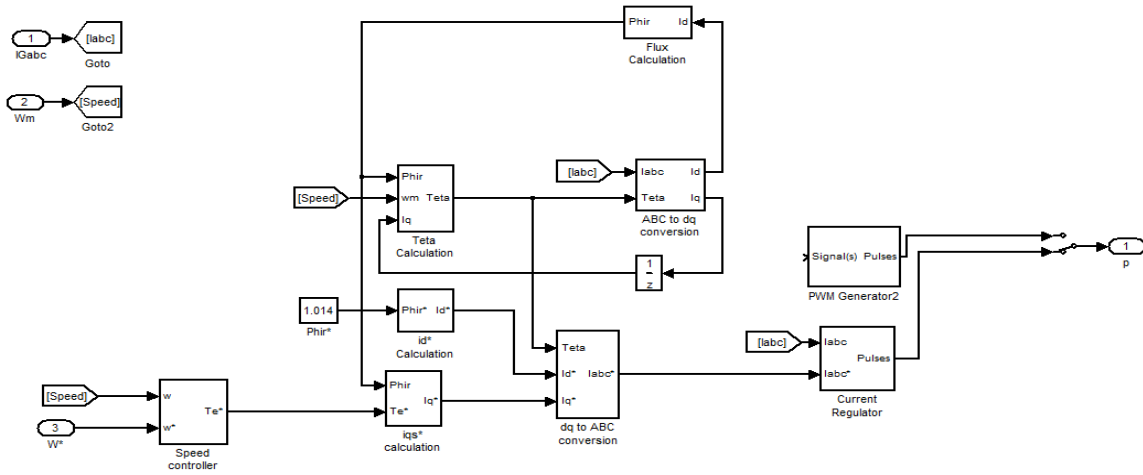 1
IGabc
[Iabc]
Goto
2
Wm
[Speed]
Goto2
Phir Id
Flux
Calculation
[Speed]
Phir
wm Teta
Iq
Teta
Calculation
[Iabc]
Iabc Id
Teta Iq
ABC to dq
conversion
1
z
1.014
Phir*
Phir* Id*
id*
Calculation
[Speed]
3
W*
w
Te*
w*
Speed
controller
Phir
Iq*
Te*
iqs*
calculation
Teta
Id* Iabc*
Iq*
dq to ABC
conversion
Signal(s) Pulses
PWM Generator2
[Iabc]
Iabc
Pulses
Iabc*
Current
Regulator
1
p